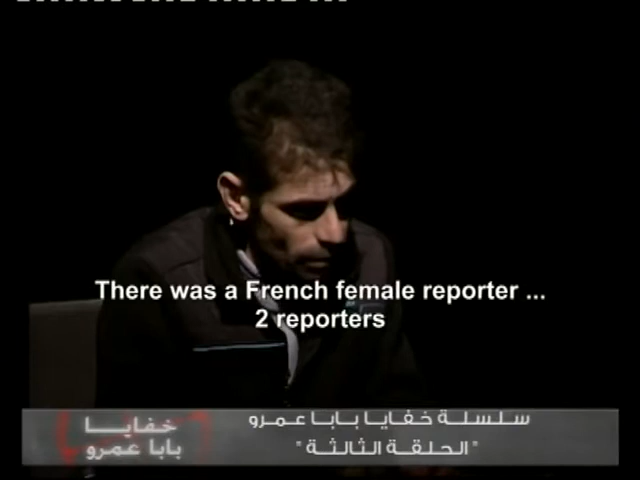 There was a French female reporter ...
2 reporters
سلسلة خفايا بابا عمرو
"الحلقة الثالثة"
خفايا
بابا عمرو